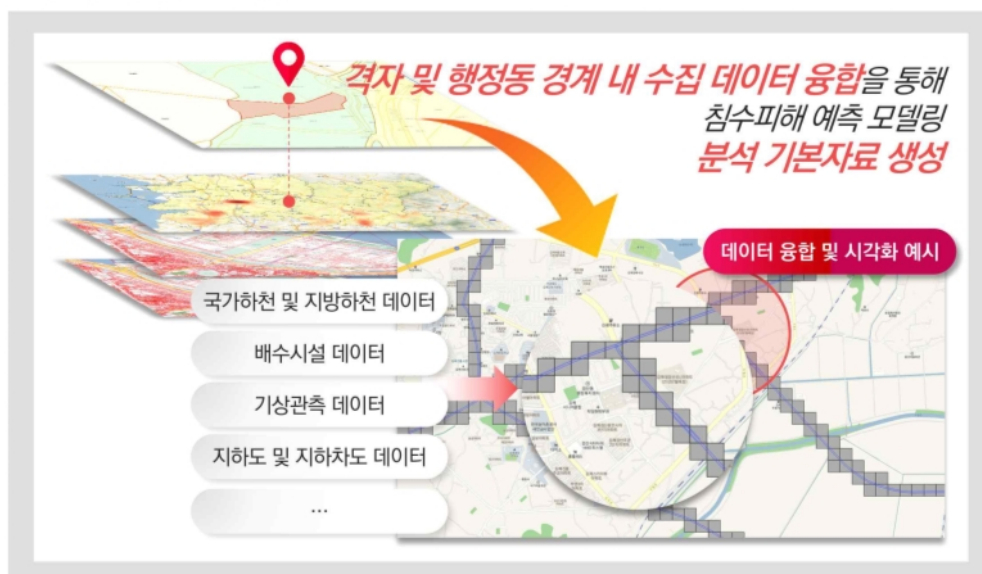 격자 및 행정동 경계 내 수집 데이터 융합을 통해
침수피해 예측 모델링
분석 기본자료 생성
데이터 융합 및 시각화 예시
국가하천 및 지방하천 데이터
배수시설 데이터
기상관측 데이터
지하도 및 지하차도 데이터
...